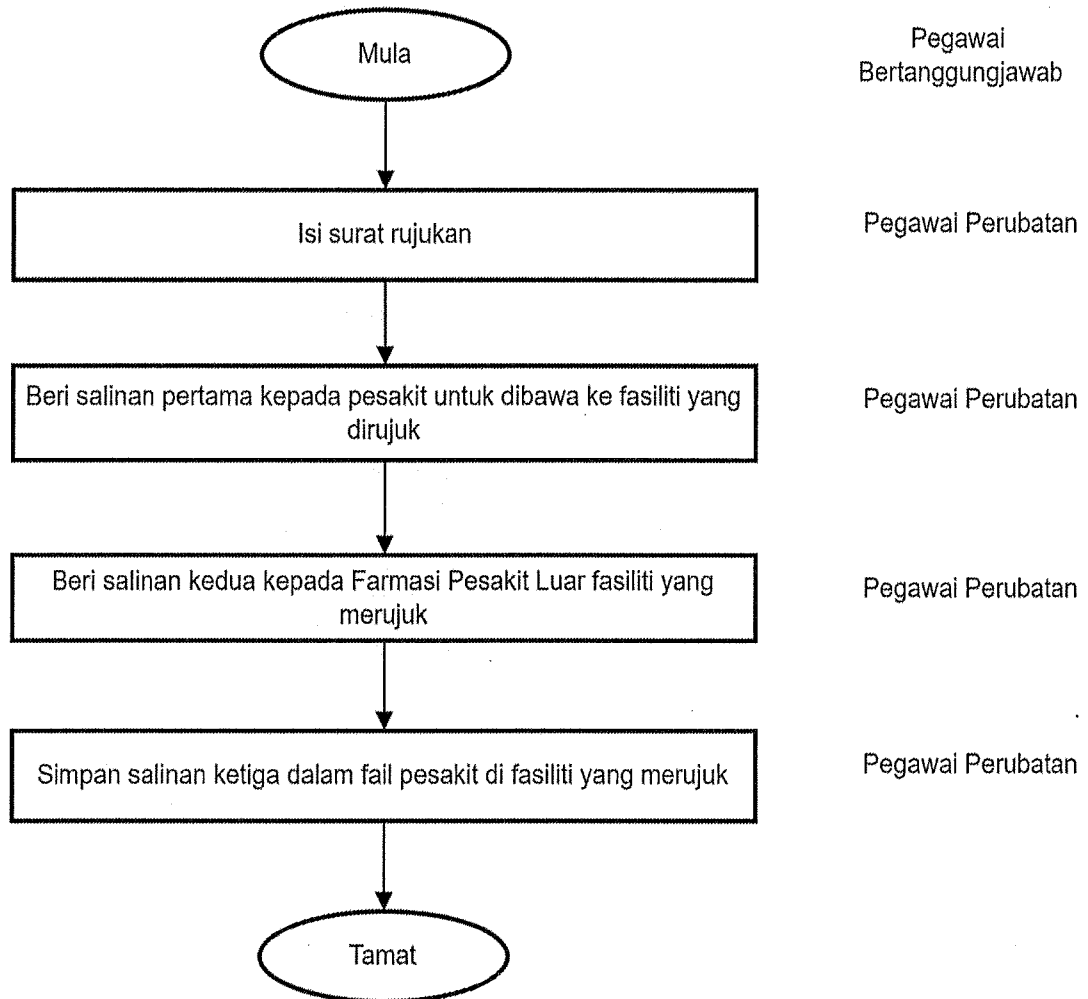 Mula
Pegawai
Bertanggungjawab
Isi surat rujukan
Pegawai Perubatan
Beri salinan pertama kepada pesakit untuk dibawa ke fasiliti yang
dirujuk
Pegawai Perubatan
Beri salinan kedua kepada Farmasi Pesakit Luar fasiliti yang
merujuk
Pegawai Perubatan
Simpan salinan ketiga dalam fail pesakit di fasiliti yang merujuk
Pegawai Perubatan
Tamat